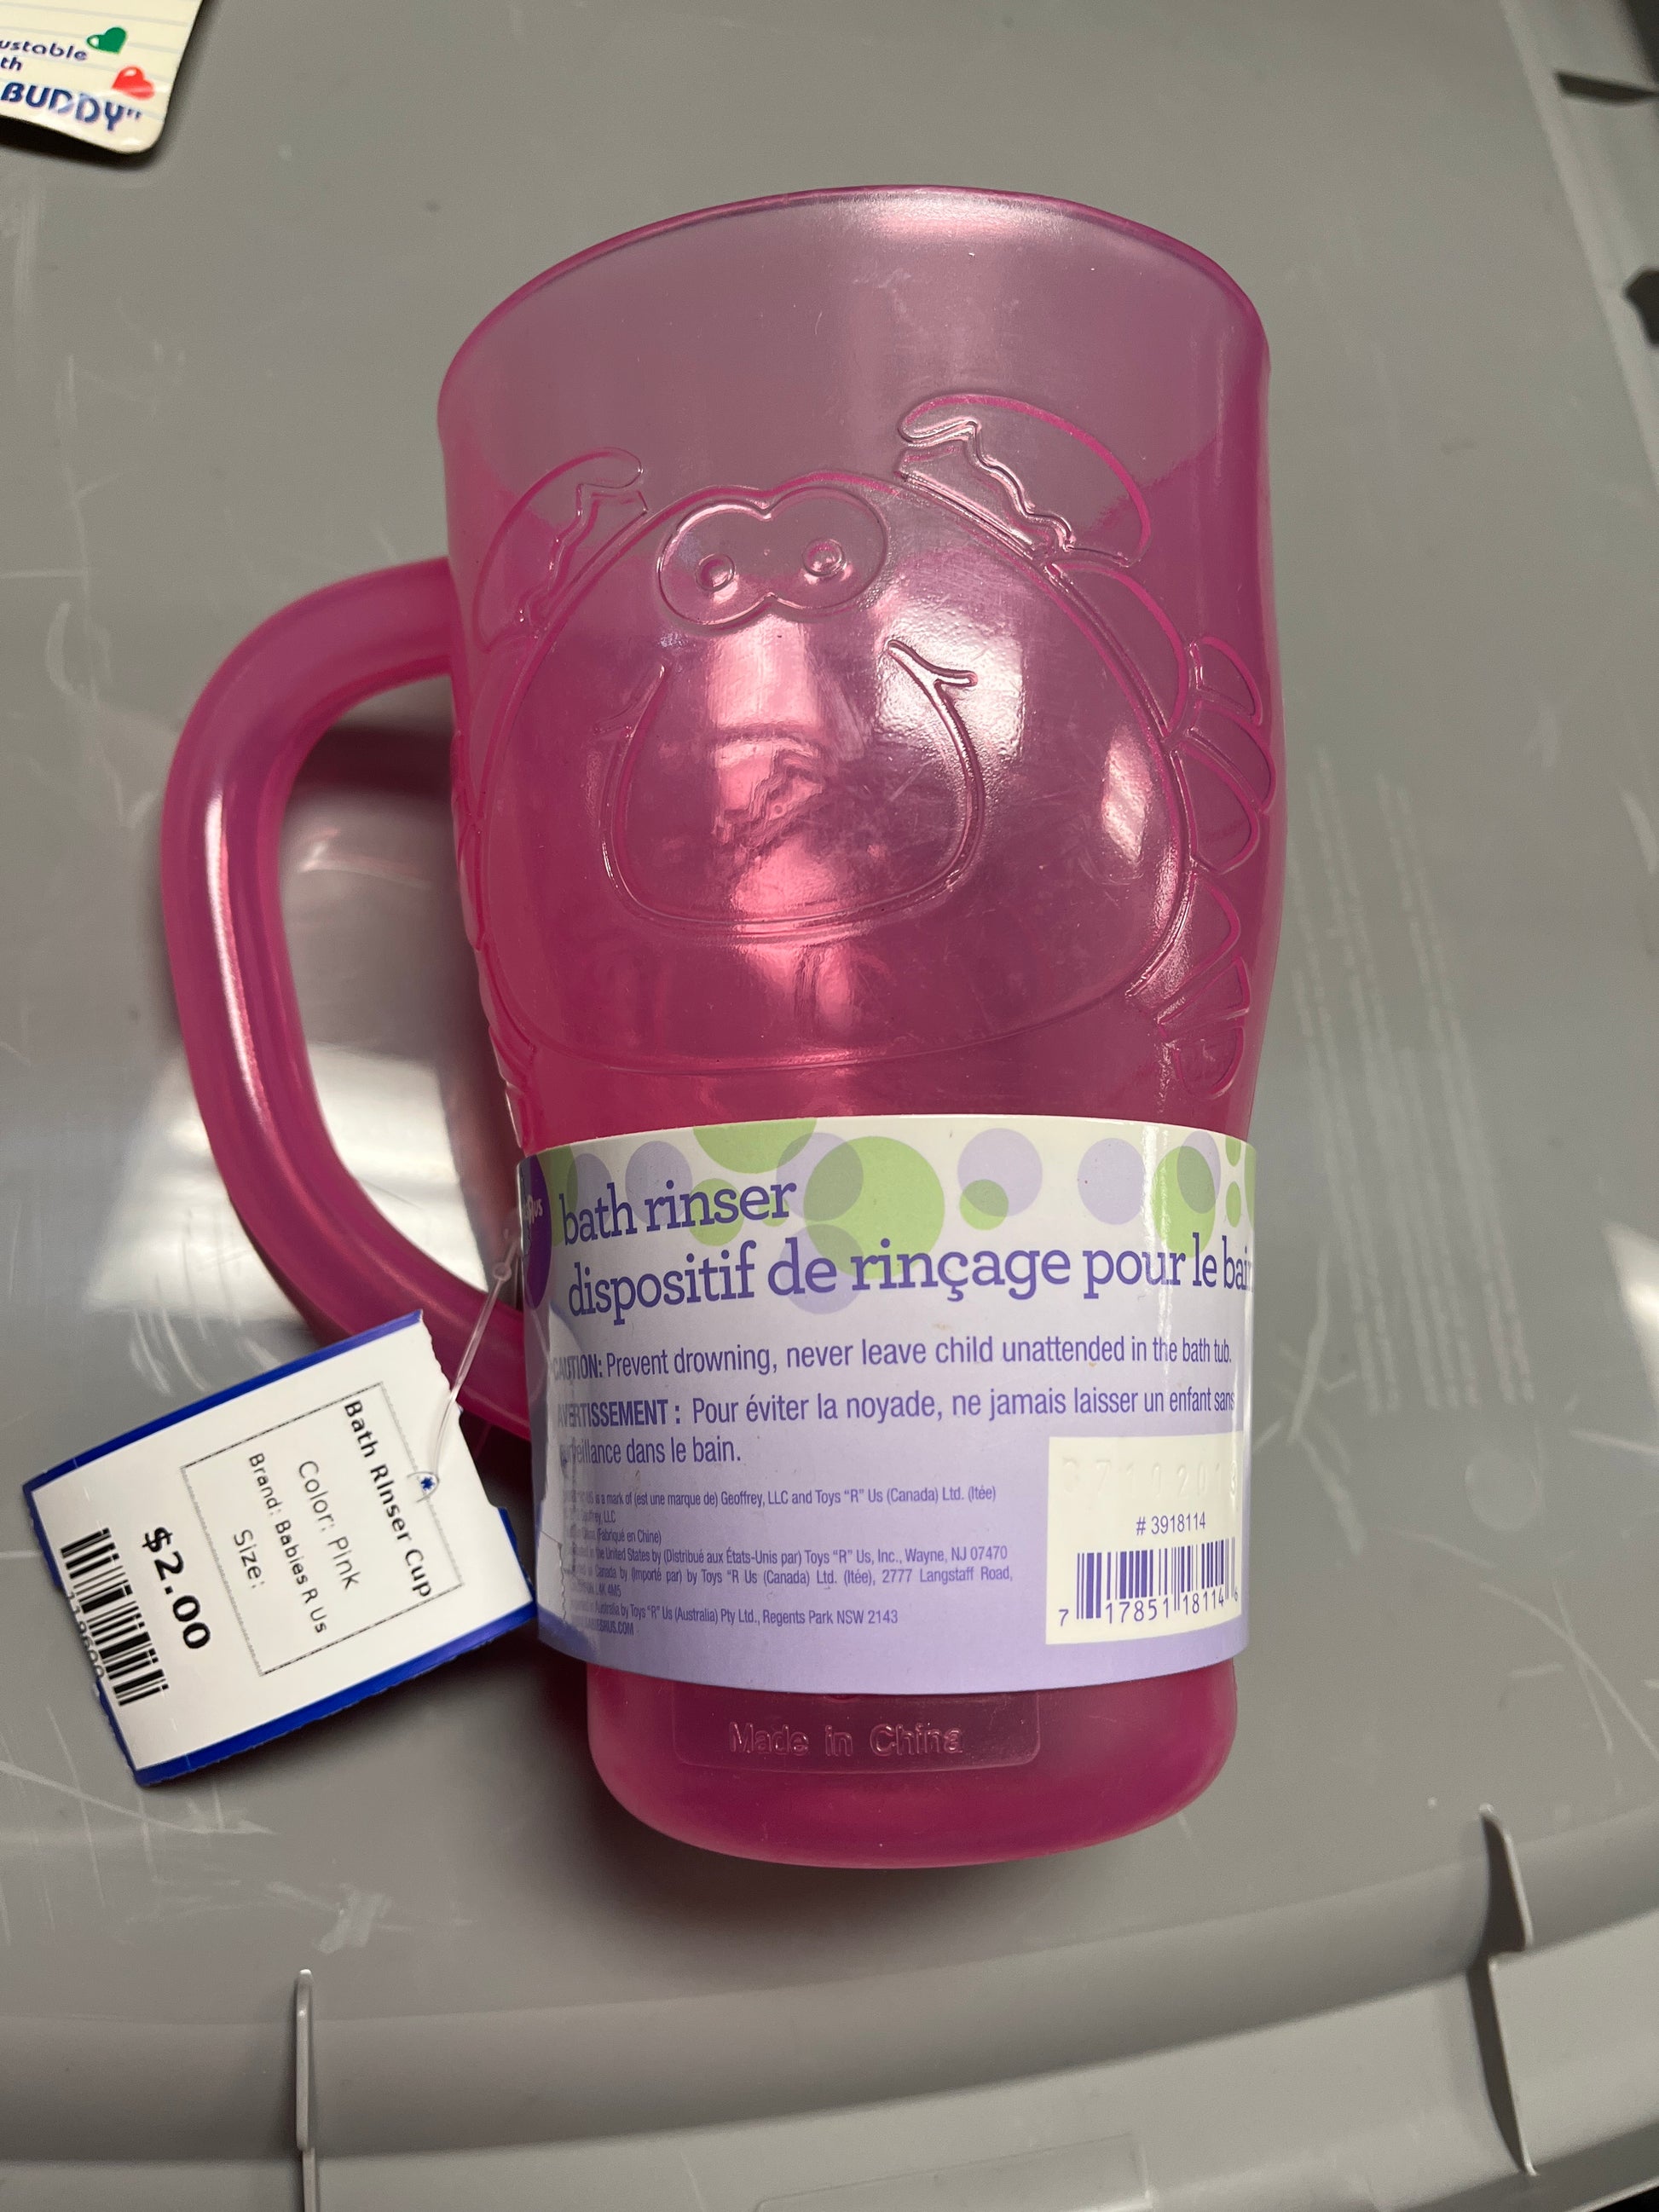 ustable
th
BUDDY"
bath rinser
dispositif de rinçage pour le bain
CAUTION: Prevent drowning, never leave child unattended in the bath tub.
AVERTISSEMENT : Pour éviter la noyade, ne jamais laisser un enfant sans
surveillance dans le bain.
is a mark of (est une marque de) Geoffrey, LLC and Toys "R" Us (Canada) Ltd. (ltée)
LLC
(Fabriqué en Chine)
in the United States by (Distribué aux États-Unis par) Toys "R" Us, Inc., Wayne, NJ 07470
Canada by (importé par) by Toys "R Us (Canada) Ltd. (ltée), 2777 Langstaff Road,
4M5
Australia by Toys "R" Us (Australia) Pty Ltd., Regents Park NSW 2143
# 3918114
7 17851 18114 6
Made in China
Bath RInser Cup
Color: Pink
Brand: Babies R Us
Size:
$2.00